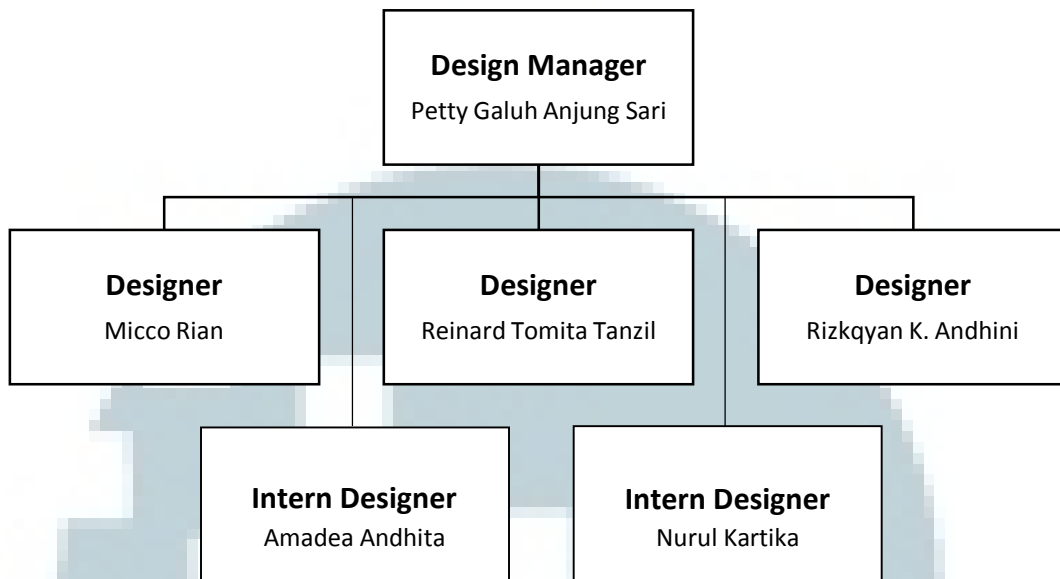 Design Manager
Petty Galuh Anjung Sari
Designer
Micco Rian
Designer
Reinard Tomita Tanzil
Designer
Rizkqyan K. Andhini
Intern Designer
Amadea Andhita
Intern Designer
Nurul Kartika